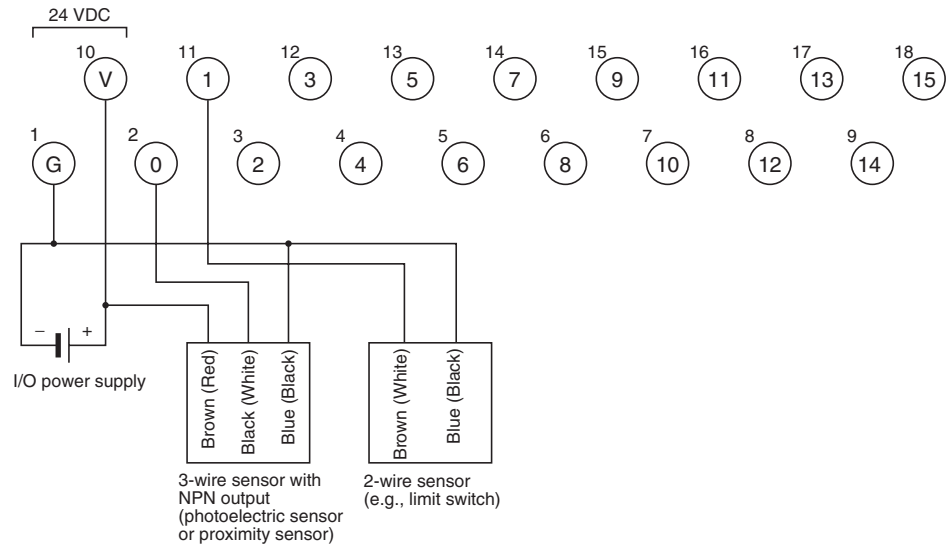 24 VDC
10 11 12 13 14 15 16 17 18
V 1 3 5 7 9 11 13 15
1 2 3 4 5 6 7 8 9
G 0 2 4 6 8 10 12 14
– +
I/O power supply
Brown (Red)
Black (White)
Blue (Black)
Brown (White)
Blue (Black)
3-wire sensor with
NPN output
(photoelectric sensor
or proximity sensor)
2-wire sensor
(e.g., limit switch)